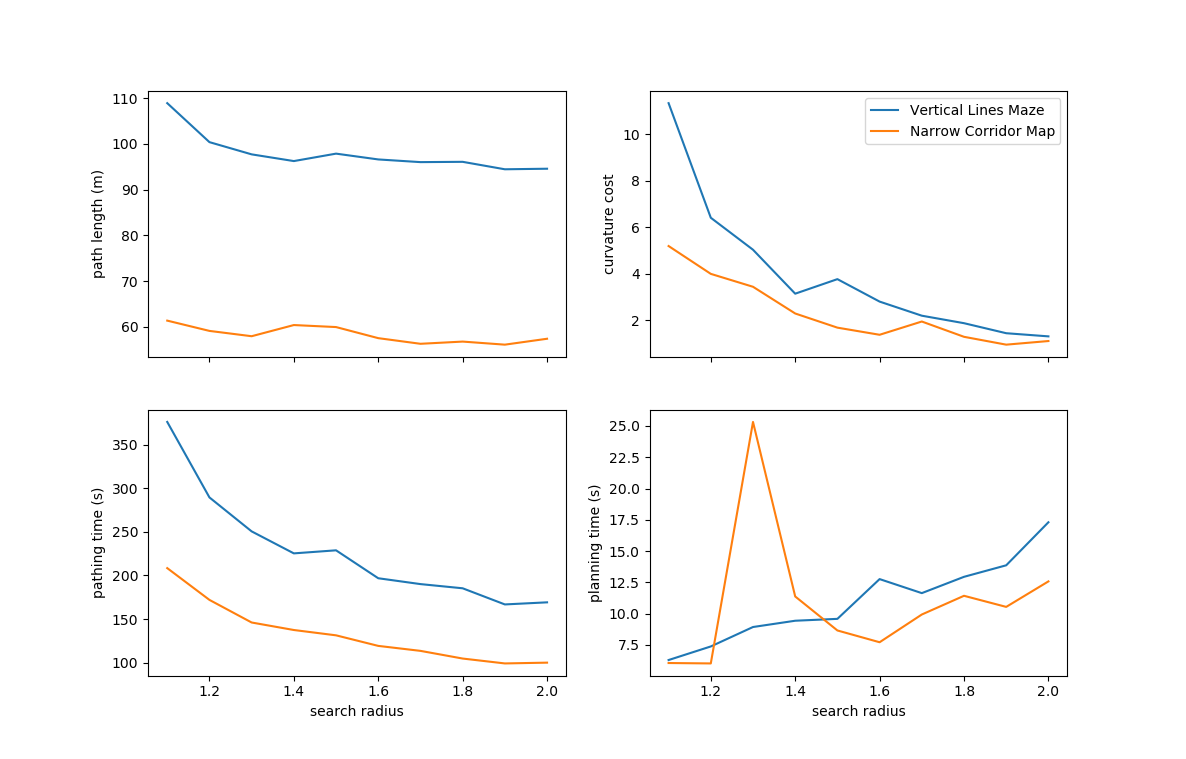 path length (m)
110
100
90
80
70
60
curvature cost
10
8
6
4
2
Vertical Lines Maze
Narrow Corridor Map
pathing time (s)
350
300
250
200
150
100
1.2 1.4 1.6 1.8 2.0
search radius
planning time (s)
25.0
22.5
20.0
17.5
15.0
12.5
10.0
7.5
1.2 1.4 1.6 1.8 2.0
search radius